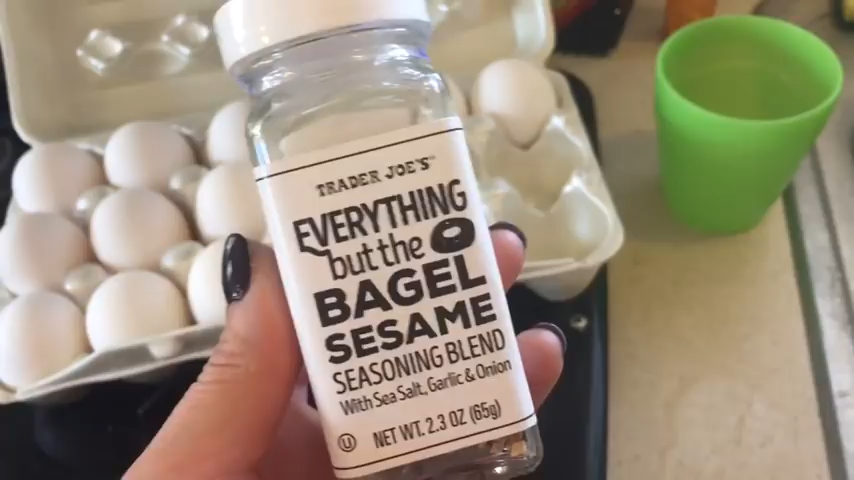 TRADER JOE'S
EVERYTHING
but the
BAGEL
SESAME
SEASONING BLEND
With Sea Salt, Garlic & Onion
U NET WT. 2.3 OZ (65g)